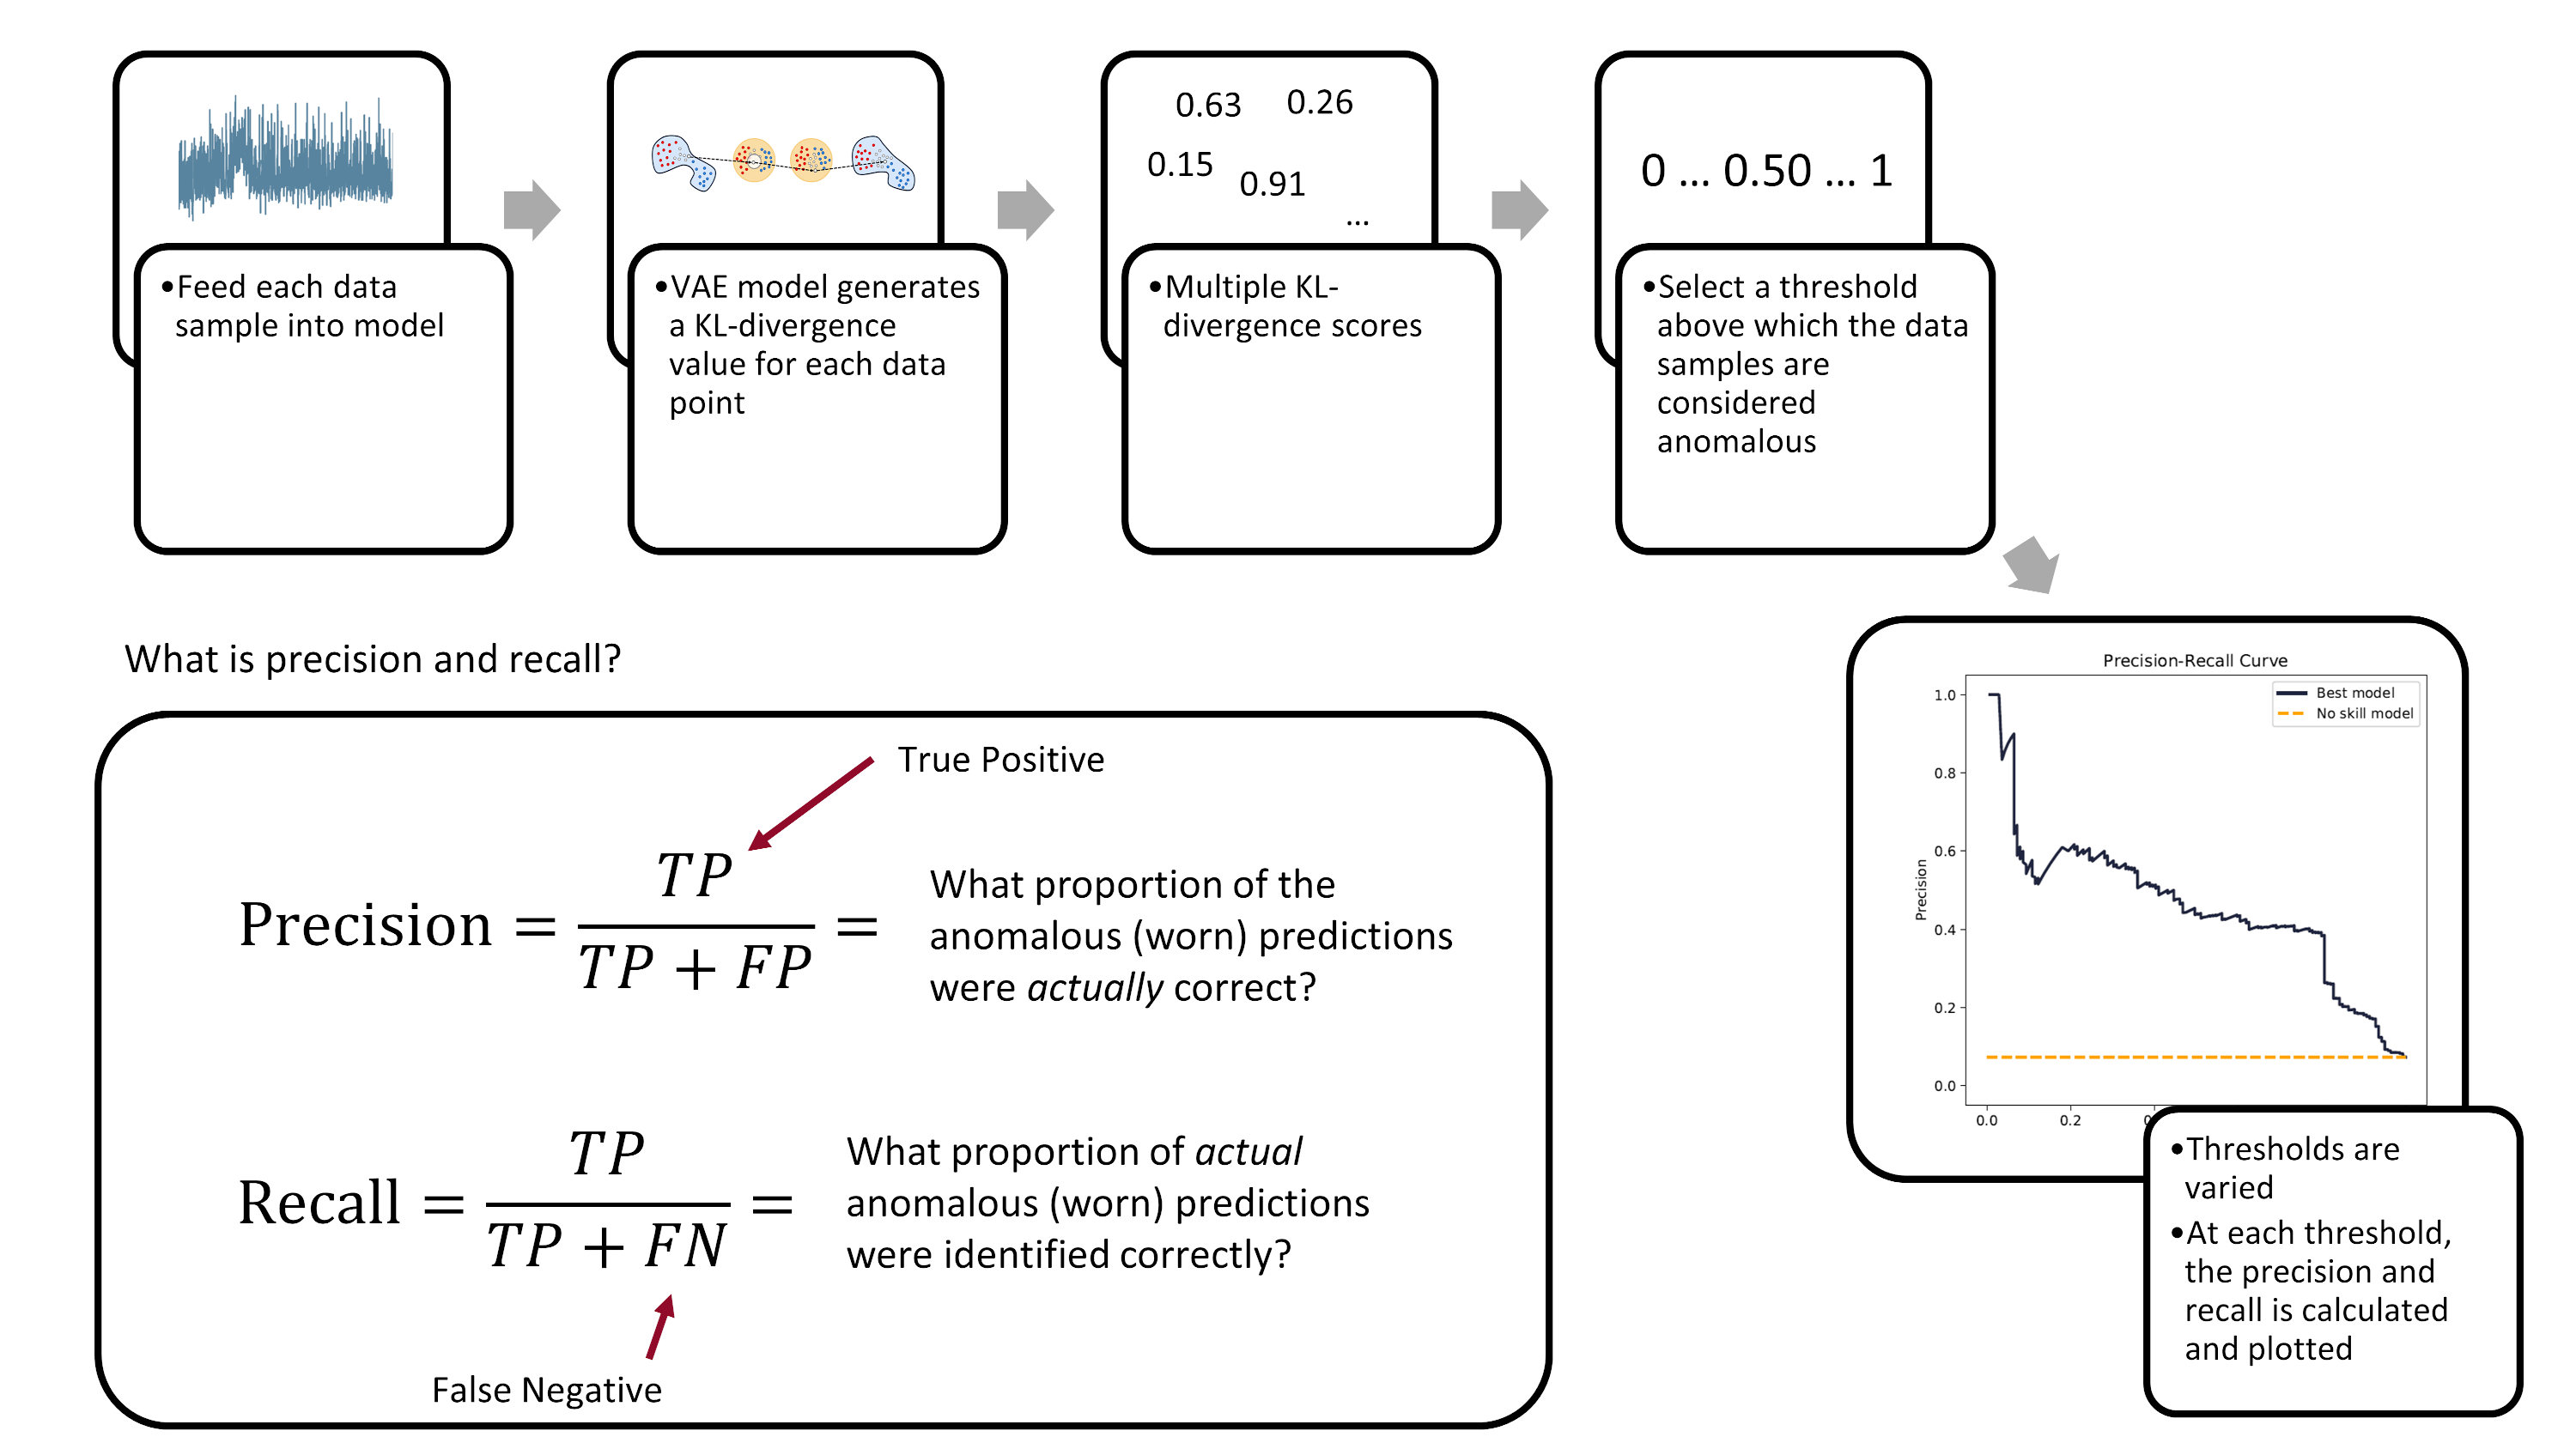 0.63 0.26
0.15 0.91
...
0 ... 0.50 ... 1
•Feed each data
sample into model
•VAE model generates
a KL-divergence
value for each data
point
•Multiple KL-
divergence scores
•Select a threshold
above which the data
samples are
considered
anomalous
What is precision and recall?
True Positive
Precision = TP / (TP + FP) =
What proportion of the
anomalous (worn) predictions
were actually correct?
Recall = TP / (TP + FN) =
What proportion of actual
anomalous (worn) predictions
were identified correctly?
False Negative
Precision-Recall Curve
Best model
No skill model
1.0
0.8
0.6
0.4
0.2
0.0
Precision
0.0 0.2
•Thresholds are
varied
•At each threshold,
the precision and
recall is calculated
and plotted